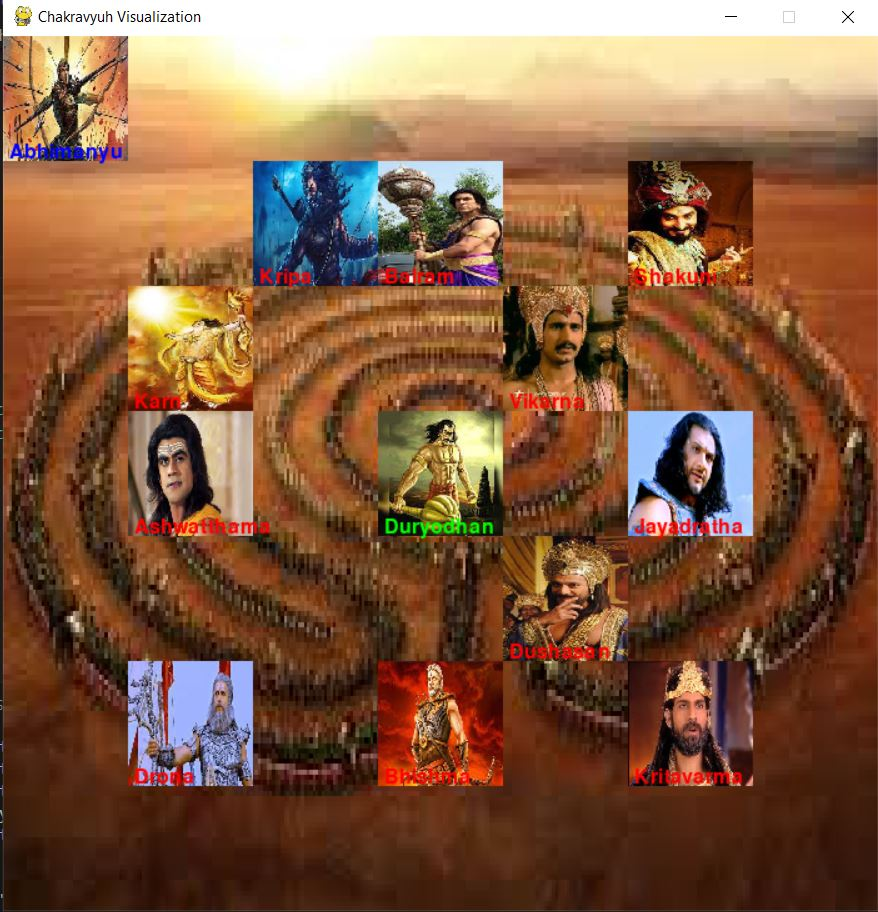 Chakravyuh Visualization
Abhimanyu
Kripa
Balram
Shakuni
Karn
Vikarna
Ashwatthama
Duryodhan
Jayadratha
Dushasan
Drona
Bhishma
Kritavarma